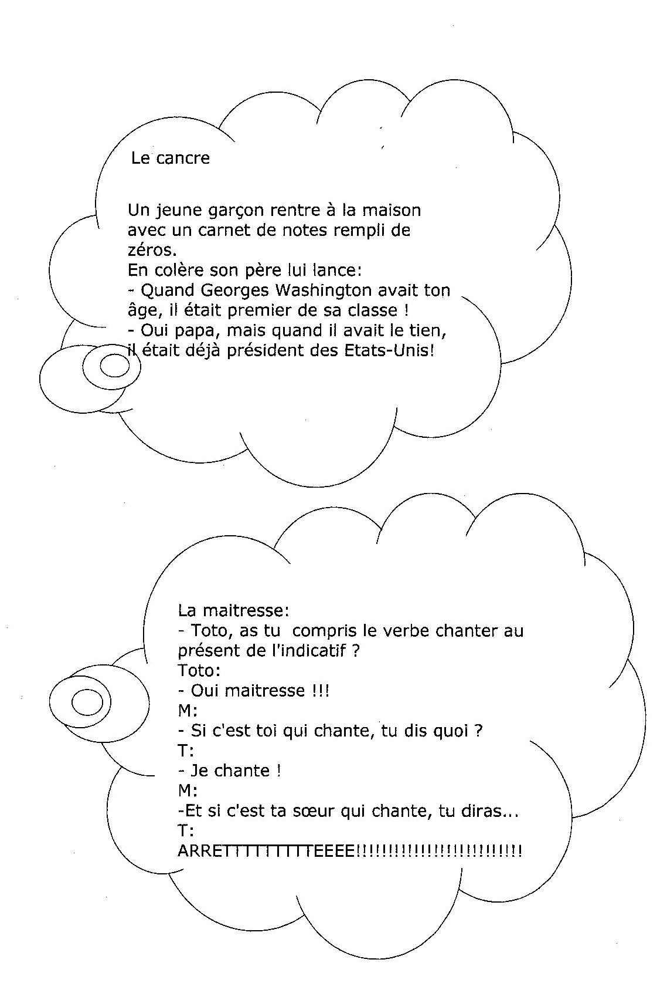 Le cancre
Un jeune garçon rentre à la maison
avec un carnet de notes rempli de
zéros.
En colère son père lui lance:
- Quand Georges Washington avait ton
âge, il était premier de sa classe !
- Oui papa, mais quand il avait le tien,
il était déjà président des Etats-Unis!
La maitresse:
- Toto, as tu  compris le verbe chanter au
présent de l'indicatif ?
Toto:
- Oui maitresse !!!
M:
- Si c'est toi qui chante, tu dis quoi ?
T:
- Je chante !
M:
-Et si c'est ta sœur qui chante, tu diras...
T:
ARRETTTTTTTTTEEEE!!!!!!!!!!!!!!!!!!!!!!!!!!